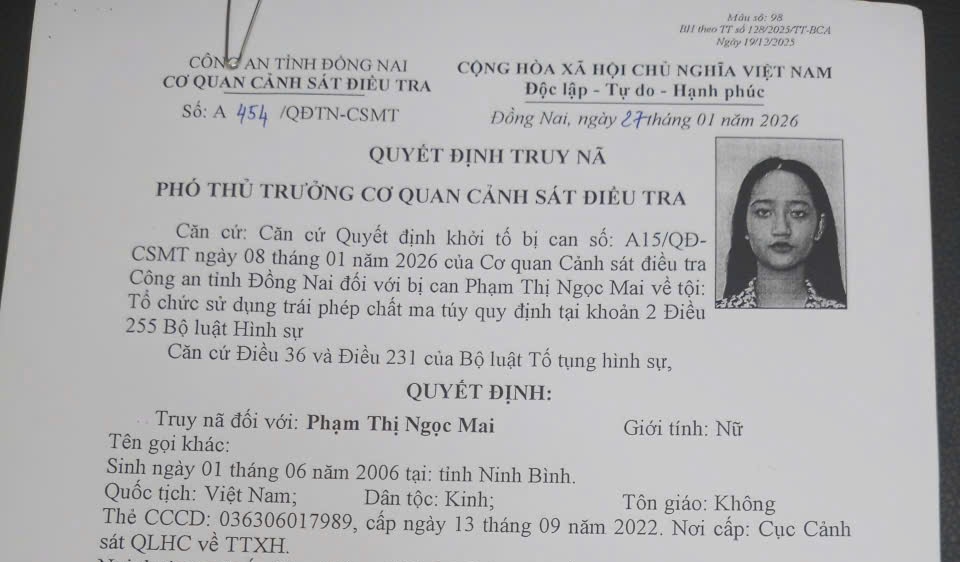 Mẫu số: 98
BH theo TT số 128/2025/TT-BCA
Ngày 19/12/2025
CÔNG AN TỈNH ĐỒNG NAI
CƠ QUAN CẢNH SÁT ĐIỀU TRA
Số: A 454 /QĐTN-CSMT
CỘNG HÒA XÃ HỘI CHỦ NGHĨA VIỆT NAM
Độc lập - Tự do - Hạnh phúc
Đồng Nai, ngày 27 tháng 01 năm 2026
QUYẾT ĐỊNH TRUY NÃ
PHÓ THỦ TRƯỞNG CƠ QUAN CẢNH SÁT ĐIỀU TRA
Căn cứ: Căn cứ Quyết định khởi tố bị can số: A15/QĐ-
CSMT ngày 08 tháng 01 năm 2026 của Cơ quan Cảnh sát điều tra
Công an tỉnh Đồng Nai đối với bị can Phạm Thị Ngọc Mai về tội:
Tổ chức sử dụng trái phép chất ma túy quy định tại khoản 2 Điều
255 Bộ luật Hình sự
Căn cứ Điều 36 và Điều 231 của Bộ luật Tố tụng hình sự,
QUYẾT ĐỊNH:
Truy nã đối với: Phạm Thị Ngọc Mai Giới tính: Nữ
Tên gọi khác:
Sinh ngày 01 tháng 06 năm 2006 tại: tỉnh Ninh Bình.
Quốc tịch: Việt Nam; Dân tộc: Kinh; Tôn giáo: Không
Thẻ CCCD: 036306017989, cấp ngày 13 tháng 09 năm 2022. Nơi cấp: Cục Cảnh
sát QLHC về TTXH.